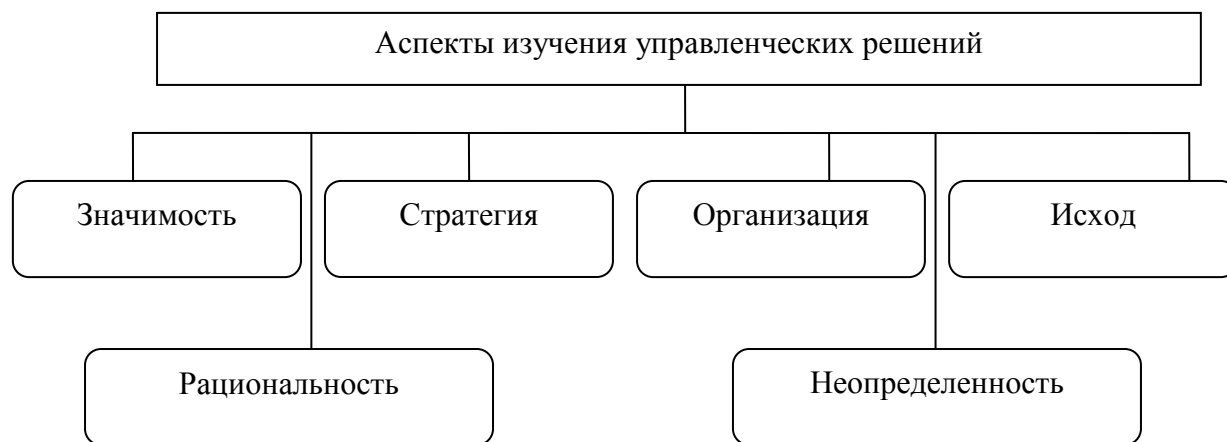 Аспекты изучения управленческих решений
Значимость
Стратегия
Организация
Исход
Рациональность
Неопределенность